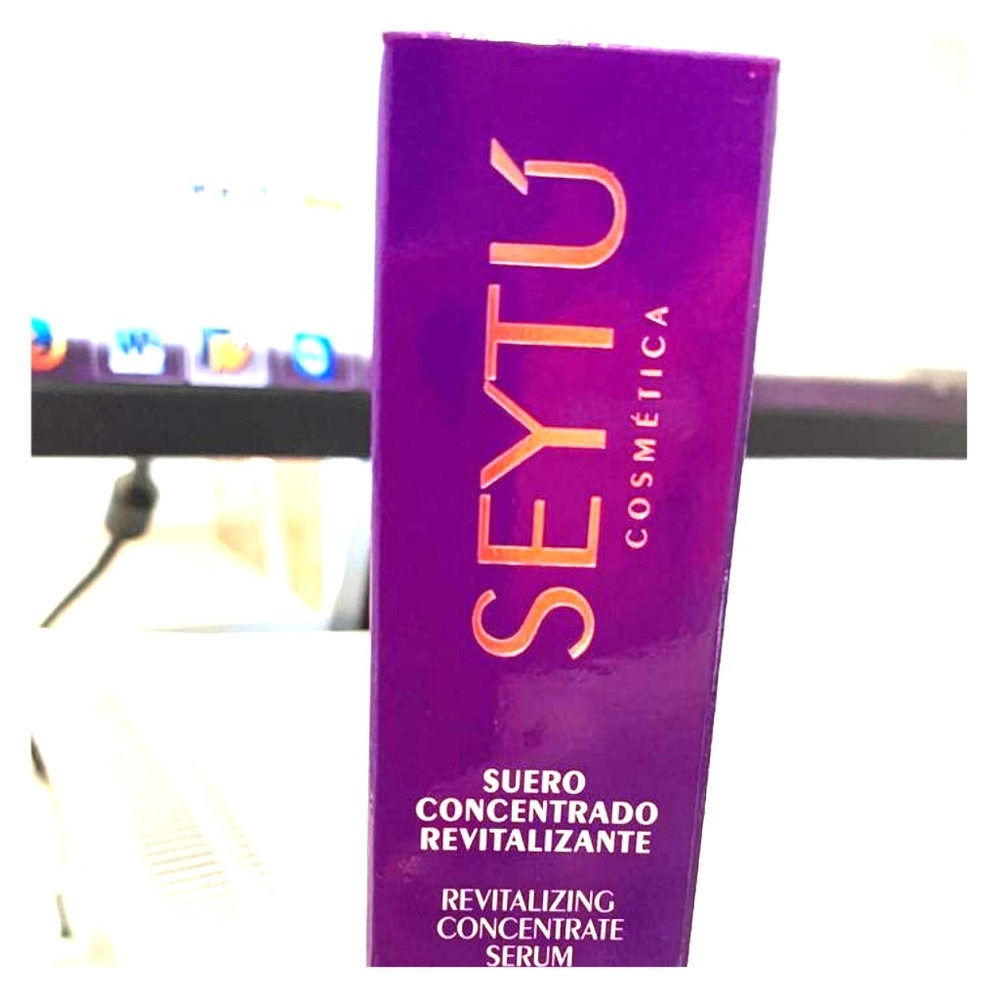 SEYTÚ
COSMÉTICA
SUERO
CONCENTRADO
REVITALIZANTE
REVITALIZING
CONCENTRATE
SERUM